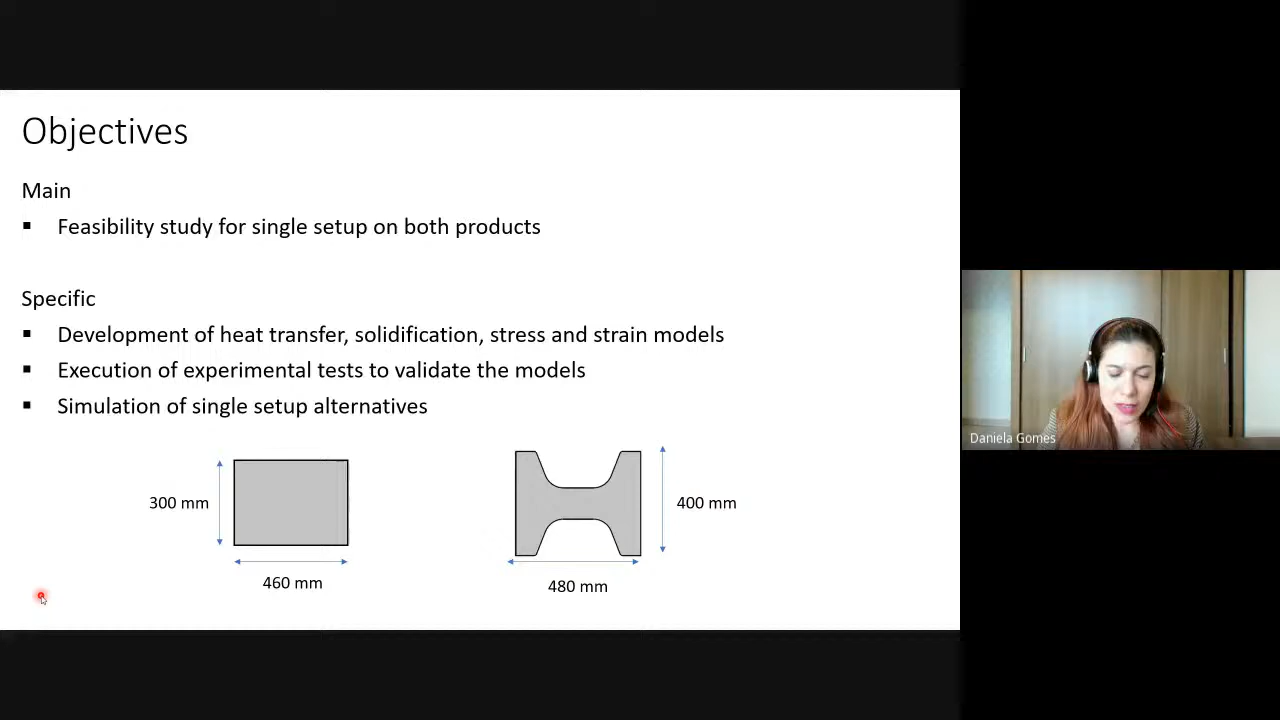 Objectives
Main
▪ Feasibility study for single setup on both products
Specific
▪ Development of heat transfer, solidification, stress and strain models
▪ Execution of experimental tests to validate the models
▪ Simulation of single setup alternatives
300 mm
460 mm
400 mm
480 mm
Daniela Gomes